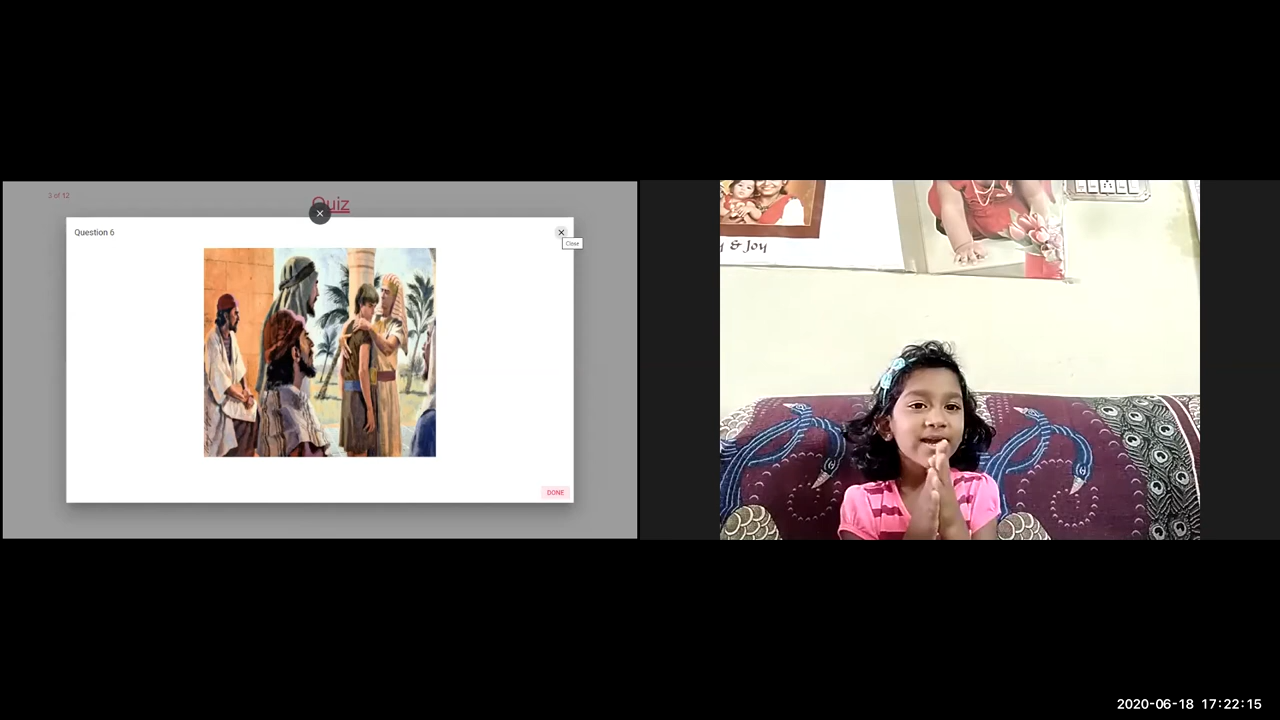 3 of 12
Quiz
Question 6
Close
DONE
y & Joy
2020-06-18 17:22:15